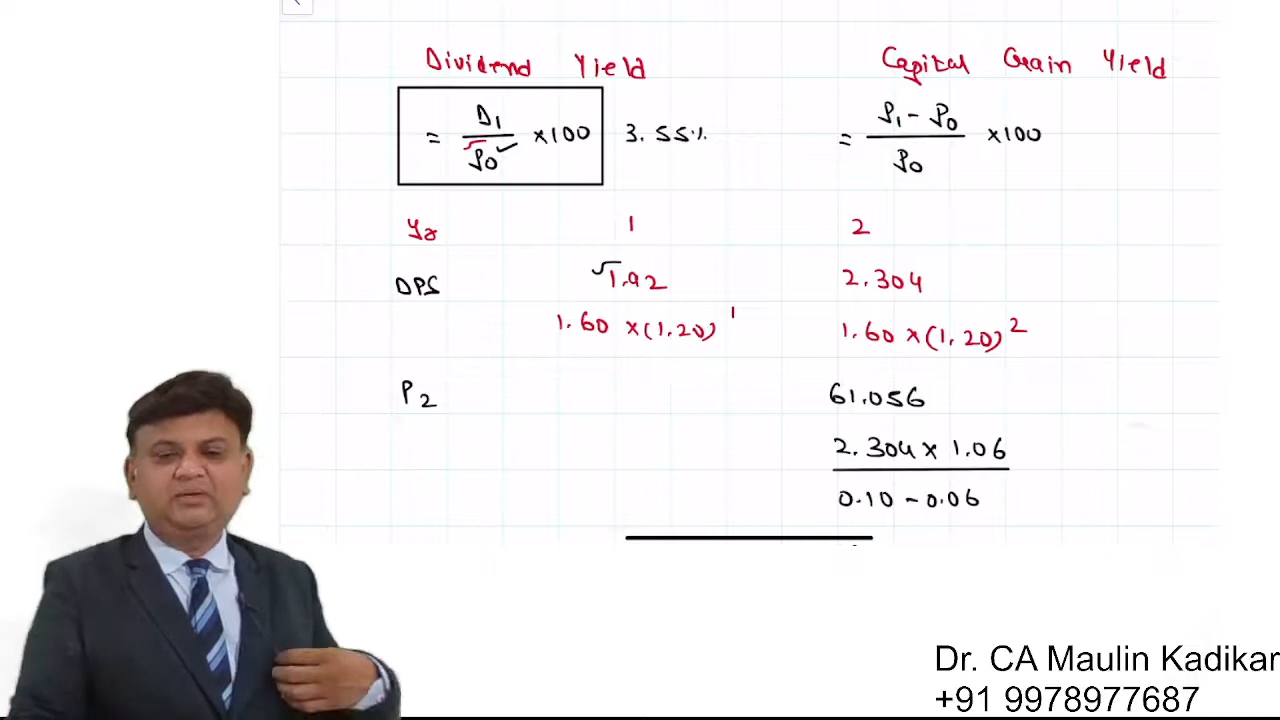 Dividend Yield Capital Gain Yield
= D1 / P0 ×100 3.55% = P1 - P0 / P0 ×100
Yr 1 2
DPS 1.92 2.304
1.60 ×(1.20)^1 1.60 ×(1.20)^2
P2 61.056
2.304 × 1.06
0.10 - 0.06
Dr. CA Maulin Kadikar
+91 9978977687